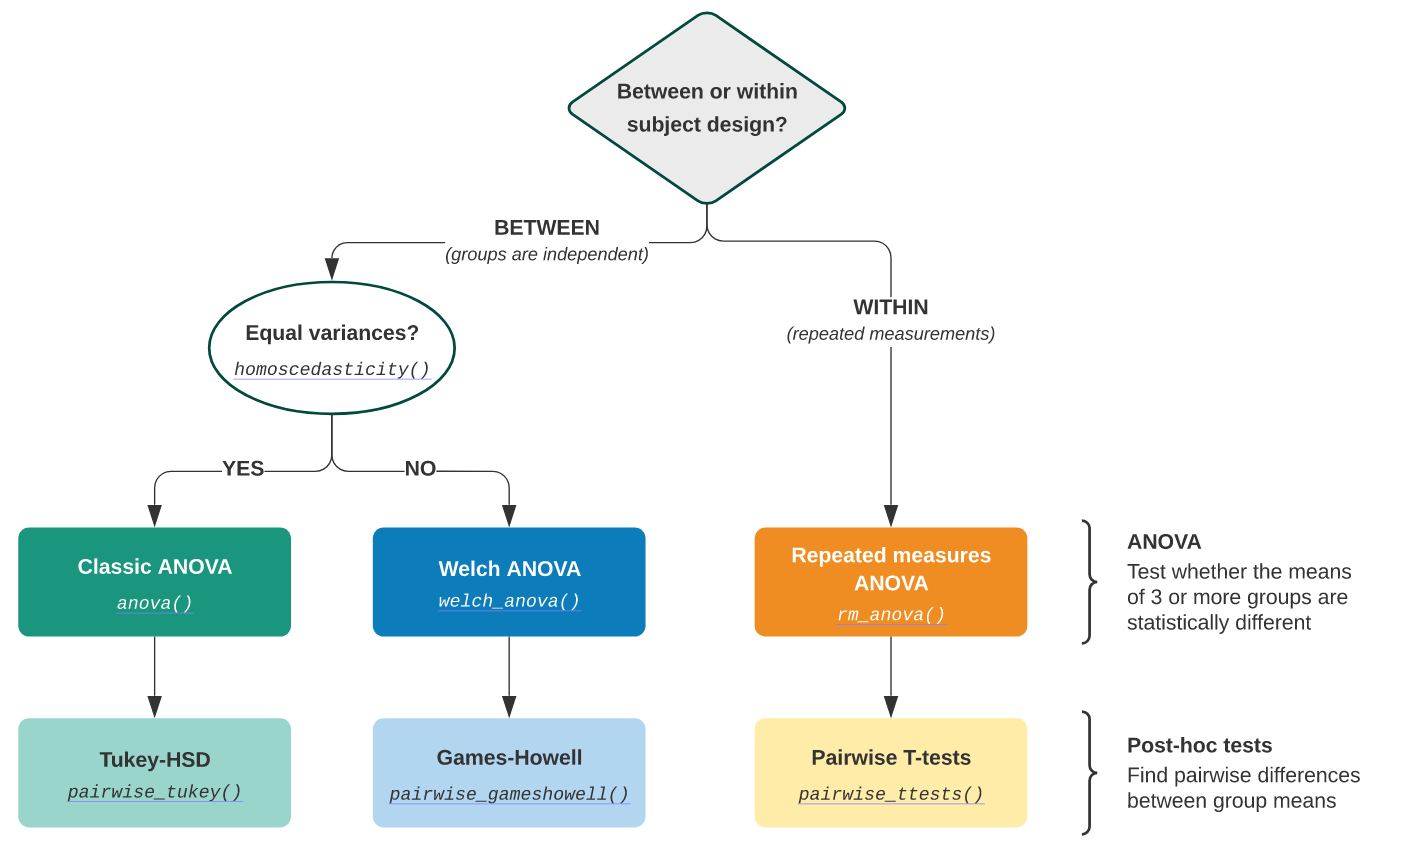 Between or within
subject design?
BETWEEN
(groups are independent)
WITHIN
(repeated measurements)
Equal variances?
homoscedasticity()
YES
NO
Classic ANOVA
anova()
Welch ANOVA
welch_anova()
Repeated measures
ANOVA
rm_anova()
ANOVA
Test whether the means
of 3 or more groups are
statistically different
Tukey-HSD
pairwise_tukey()
Games-Howell
pairwise_gameshowell()
Pairwise T-tests
pairwise_ttests()
Post-hoc tests
Find pairwise differences
between group means